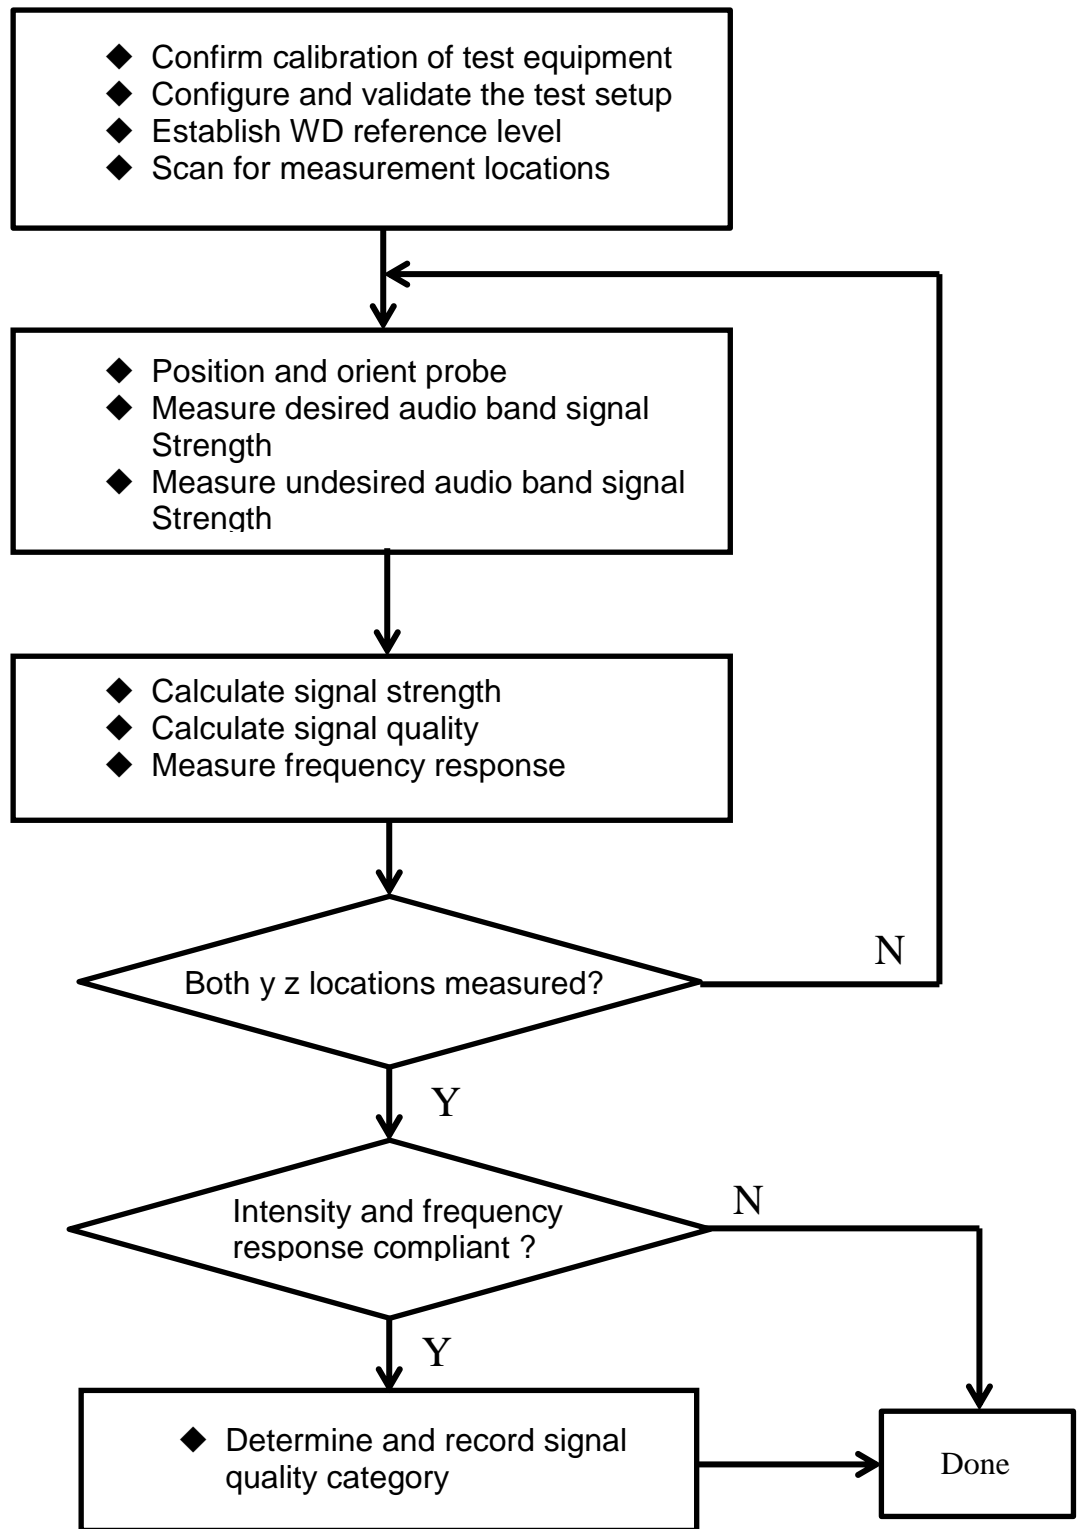 ◆ Confirm calibration of test equipment
◆ Configure and validate the test setup
◆ Establish WD reference level
◆ Scan for measurement locations
◆ Position and orient probe
◆ Measure desired audio band signal
Strength
◆ Measure undesired audio band signal
Strength
◆ Calculate signal strength
◆ Calculate signal quality
◆ Measure frequency response
Both y z locations measured?
N
Y
Intensity and frequency
response compliant ?
N
Y
◆ Determine and record signal
quality category
Done